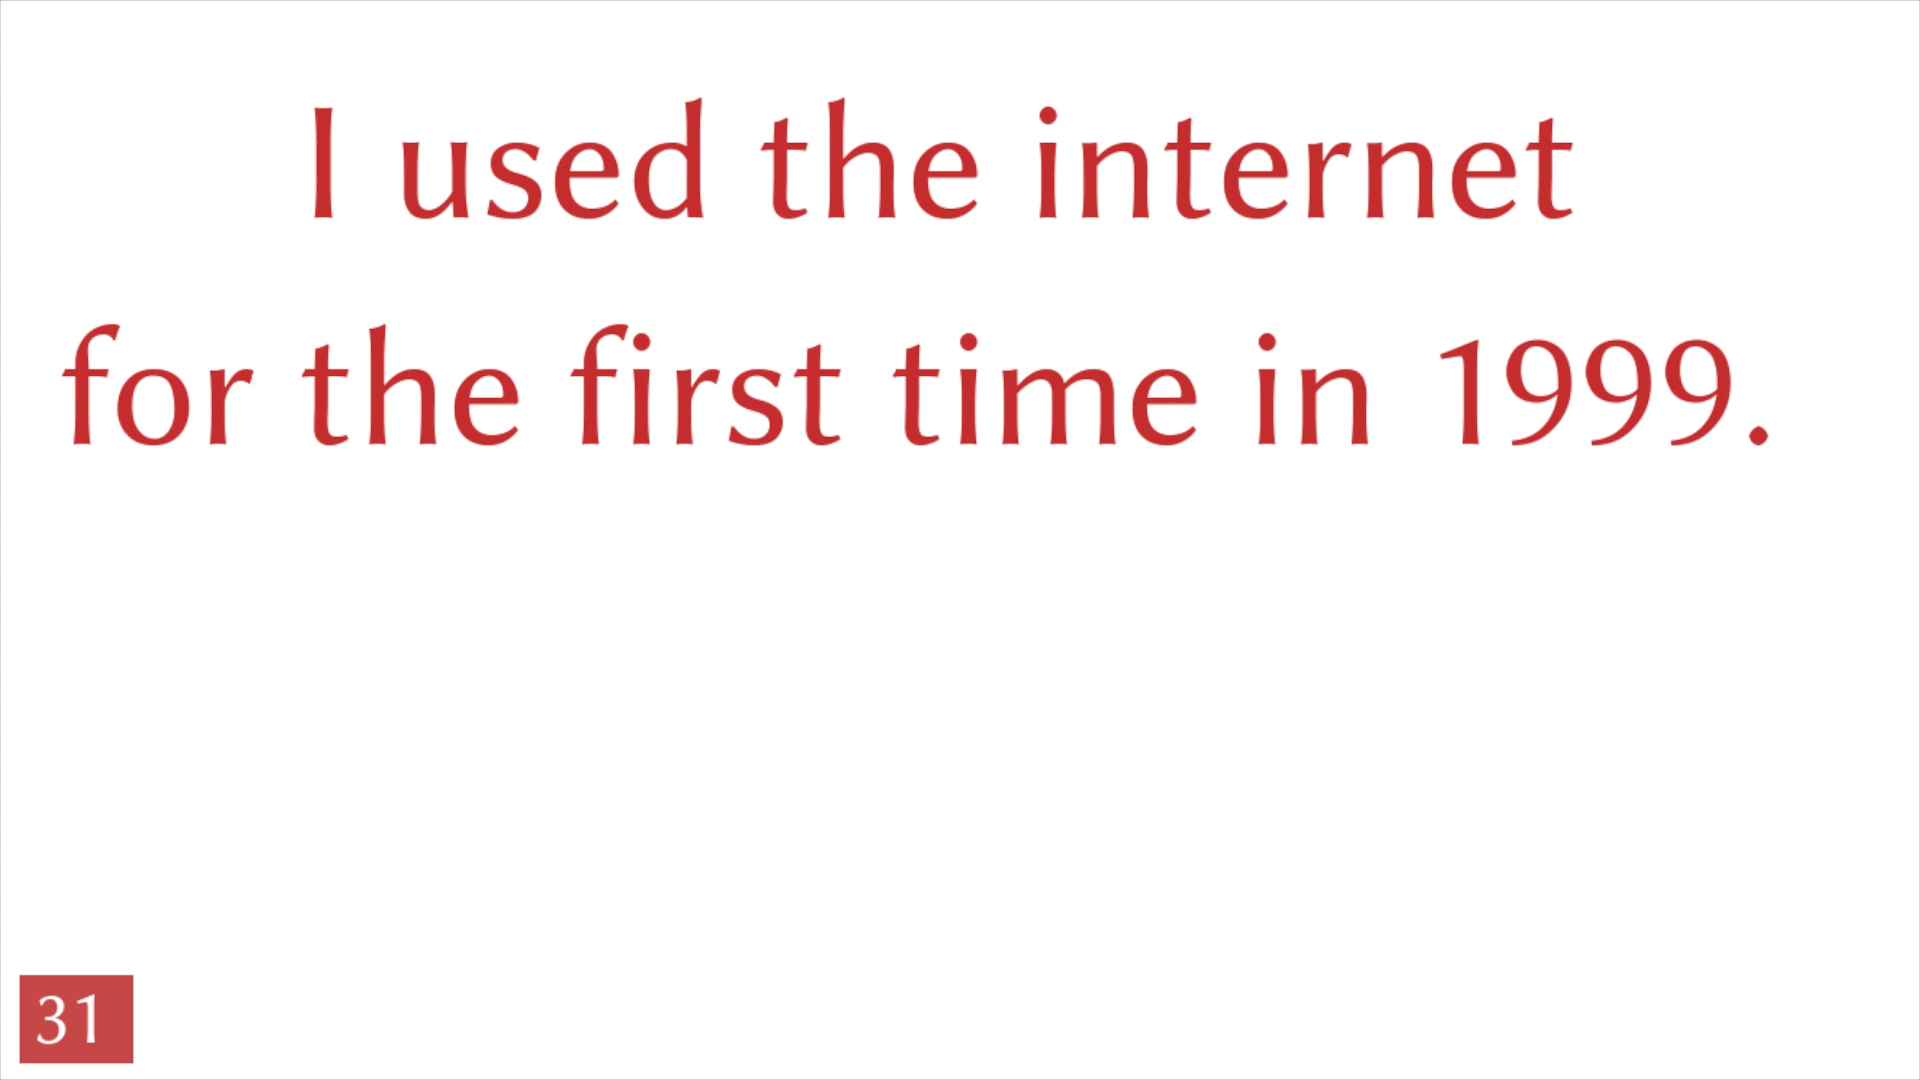 I used the internet
for the first time in 1999.
31